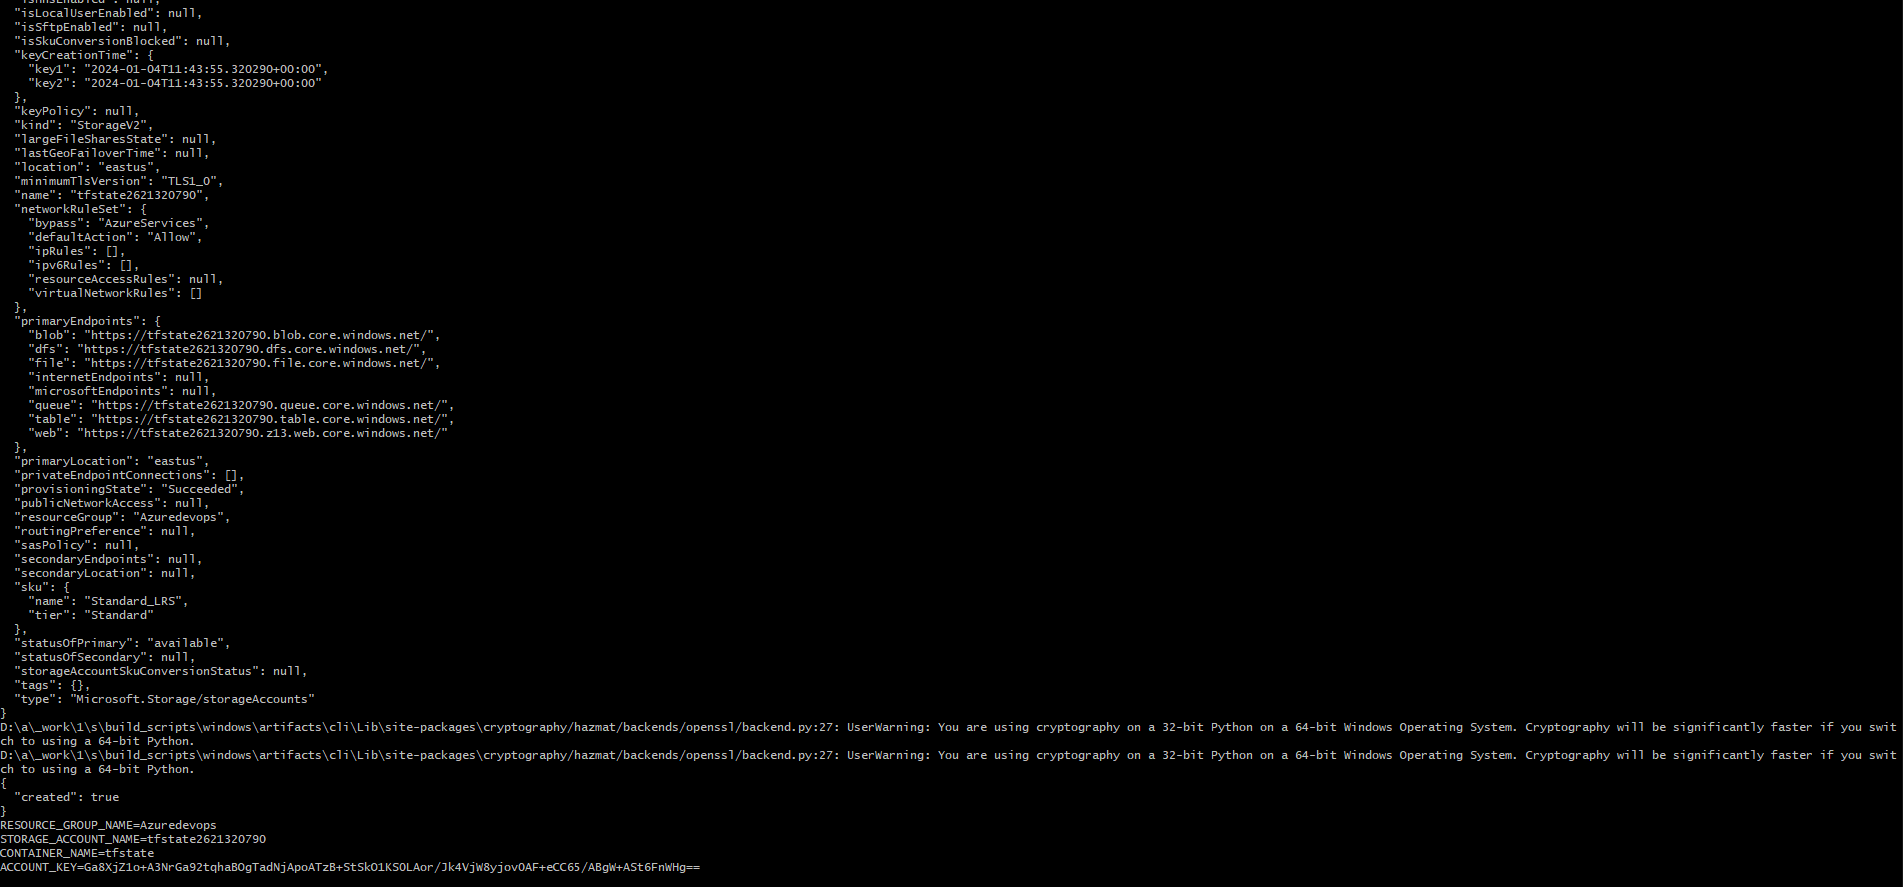 "isHnsEnabled": null,
"isLocalUserEnabled": null,
"isSftpEnabled": null,
"isSkuConversionBlocked": null,
"keyCreationTime": {
"key1": "2024-01-04T11:43:55.320290+00:00",
"key2": "2024-01-04T11:43:55.320290+00:00"
},
"keyPolicy": null,
"kind": "StorageV2",
"largeFileSharesState": null,
"lastGeoFailoverTime": null,
"location": "eastus",
"minimumTlsVersion": "TLS1_0",
"name": "tfstate2621320790",
"networkRuleSet": {
"bypass": "AzureServices",
"defaultAction": "Allow",
"ipRules": [],
"ipv6Rules": [],
"resourceAccessRules": null,
"virtualNetworkRules": []
},
"primaryEndpoints": {
"blob": "https://tfstate2621320790.blob.core.windows.net/",
"dfs": "https://tfstate2621320790.dfs.core.windows.net/",
"file": "https://tfstate2621320790.file.core.windows.net/",
"internetEndpoints": null,
"microsoftEndpoints": null,
"queue": "https://tfstate2621320790.queue.core.windows.net/",
"table": "https://tfstate2621320790.table.core.windows.net/",
"web": "https://tfstate2621320790.z13.web.core.windows.net/"
},
"primaryLocation": "eastus",
"privateEndpointConnections": [],
"provisioningState": "Succeeded",
"publicNetworkAccess": null,
"resourceGroup": "Azuredevops",
"routingPreference": null,
"sasPolicy": null,
"secondaryEndpoints": null,
"secondaryLocation": null,
"sku": {
"name": "Standard_LRS",
"tier": "Standard"
},
"statusOfPrimary": "available",
"statusOfSecondary": null,
"storageAccountSkuConversionStatus": null,
"tags": {},
"type": "Microsoft.Storage/storageAccounts"
}
D:\a\_work\1\s\build_scripts\windows\artifacts\cli\Lib\site-packages\cryptography/hazmat/backends/openssl/backend.py:27: UserWarning: You are using cryptography on a 32-bit Python on a 64-bit Windows Operating System. Cryptography will be significantly faster if you swit
ch to using a 64-bit Python.
D:\a\_work\1\s\build_scripts\windows\artifacts\cli\Lib\site-packages\cryptography/hazmat/backends/openssl/backend.py:27: UserWarning: You are using cryptography on a 32-bit Python on a 64-bit Windows Operating System. Cryptography will be significantly faster if you swit
ch to using a 64-bit Python.
{
"created": true
}
RESOURCE_GROUP_NAME=Azuredevops
STORAGE_ACCOUNT_NAME=tfstate2621320790
CONTAINER_NAME=tfstate
ACCOUNT_KEY=Ga8XjZ1o+A3NrGa92tqhaBOgTadNjApoATzB+StSkO1KSOLAor/Jk4VjW8yjovOAF+eCC65/ABgW+ASt6FnWHg==